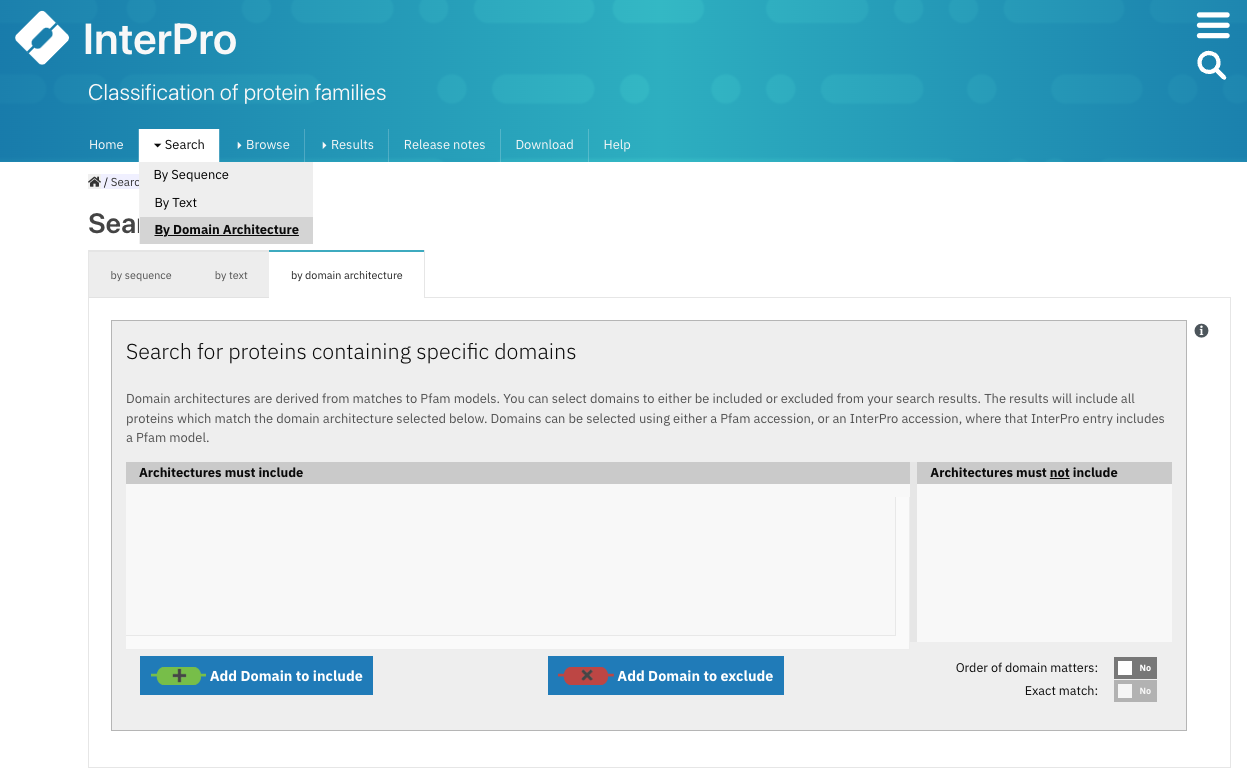 InterPro
Classification of protein families
Home Search Browse Results Release notes Download Help
By Sequence
By Text
By Domain Architecture
/ Searc
Sear
by sequence by text by domain architecture
Search for proteins containing specific domains
Domain architectures are derived from matches to Pfam models. You can select domains to either be included or excluded from your search results. The results will include all
proteins which match the domain architecture selected below. Domains can be selected using either a Pfam accession, or an InterPro accession, where that InterPro entry includes
a Pfam model.
Architectures must include
Architectures must not include
Add Domain to include
Add Domain to exclude
Order of domain matters: No
Exact match: No